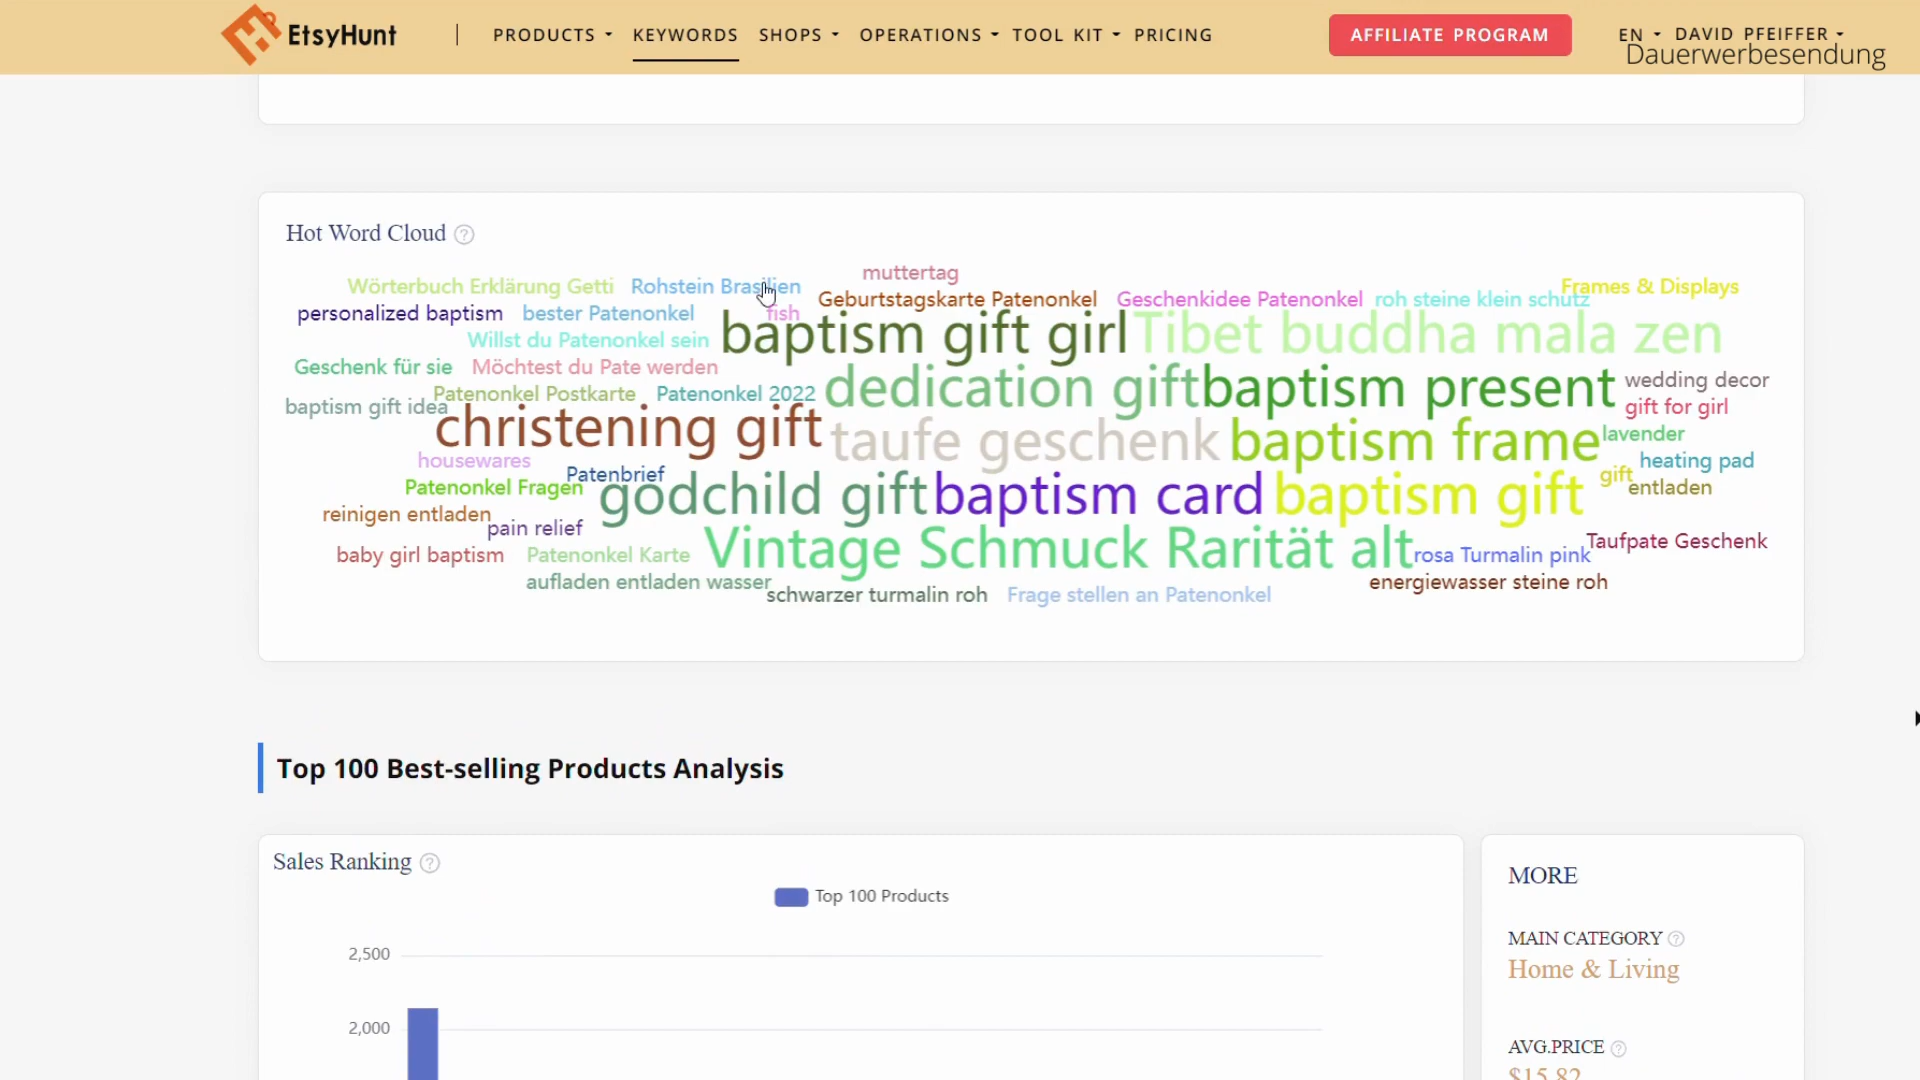 EtsyHunt
PRODUCTS
KEYWORDS
SHOPS
OPERATIONS
TOOL KIT
PRICING
AFFILIATE PROGRAM
EN
DAVID PFEIFFER
Dauerwerbesendung
Hot Word Cloud
muttertag
Wörterbuch Erklärung Getti
Rohstein Brasilien
Frames & Displays
Geburtstagskarte Patenonkel
Geschenkidee Patenonkel
roh steine klein schutz
personalized baptism
bester Patenonkel
fish
baptism gift girl
Tibet buddha mala zen
Willst du Patenonkel sein
Geschenk für sie
Möchtest du Pate werden
dedication gift
baptism present
wedding decor
Patenonkel Postkarte
Patenonkel 2022
baptism gift idea
gift for girl
christening gift
taufe geschenk
baptism frame
lavender
housewares
heating pad
Patenbrief
gift
Patenonkel Fragen
godchild gift
baptism card
baptism gift
entladen
reinigen entladen
pain relief
Taufpate Geschenk
Vintage Schmuck Rarität alt
baby girl baptism
Patenonkel Karte
rosa Turmalin pink
aufladen entladen wasser
energiewasser steine roh
schwarzer turmalin roh
Frage stellen an Patenonkel
Top 100 Best-selling Products Analysis
Sales Ranking
Top 100 Products
2,500
2,000
MORE
MAIN CATEGORY
Home & Living
AVG.PRICE
$15.82